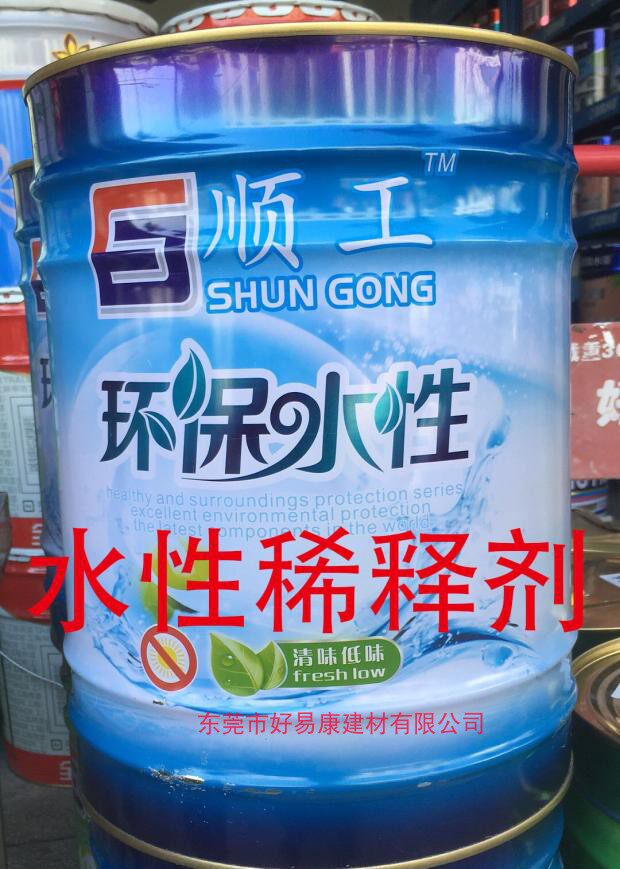 TM
顺工
SHUN GONG
环保水性
healthy and surroundings protection series
excellent environmental protection
the latest components in the world
水性稀释剂
清味低味
fresh low
东莞市好易康建材有限公司